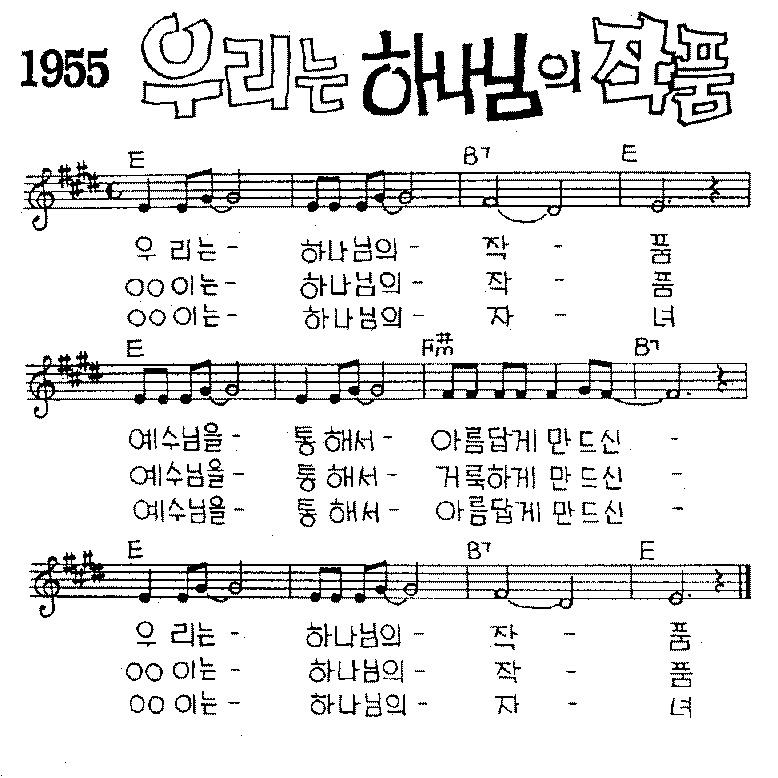 1955 우리는 하나님의 작품
E B7 E
우 리는- 하나님의- 작 - 품
○○이는- 하나님의- 작 - 품
○○이는- 하나님의- 자 - 녀
E F#m B7
예수님을- 통해서- 아름답게 만드신 -
예수님을- 통해서- 거룩하게 만드신 -
예수님을- 통해서- 아름답게 만드신 -
E B7 E
우 리는- 하나님의- 작 - 품
○○이는- 하나님의- 작 - 품
○○이는- 하나님의- 자 - 녀